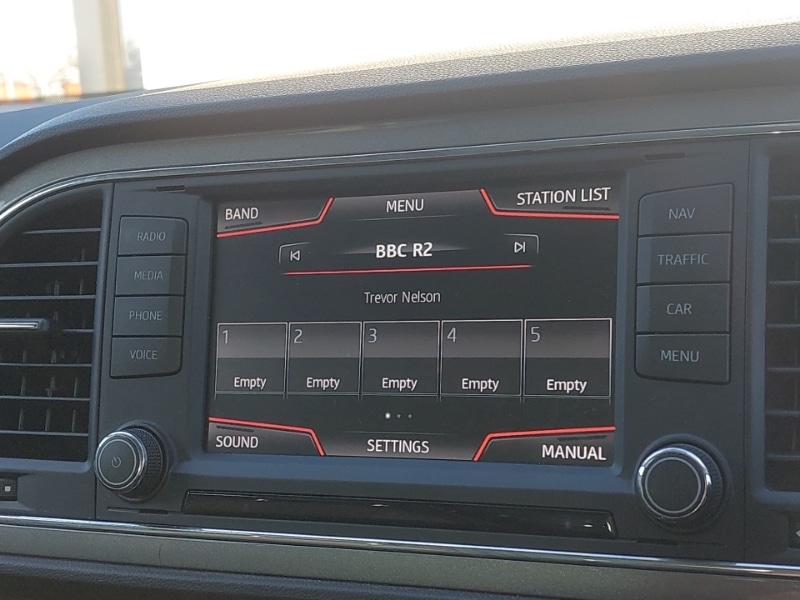 BAND
MENU
STATION LIST
BBC R2
Trevor Nelson
1 2 3 4 5
Empty Empty Empty Empty Empty
SOUND
SETTINGS
MANUAL
RADIO
MEDIA
PHONE
VOICE
NAV
TRAFFIC
CAR
MENU